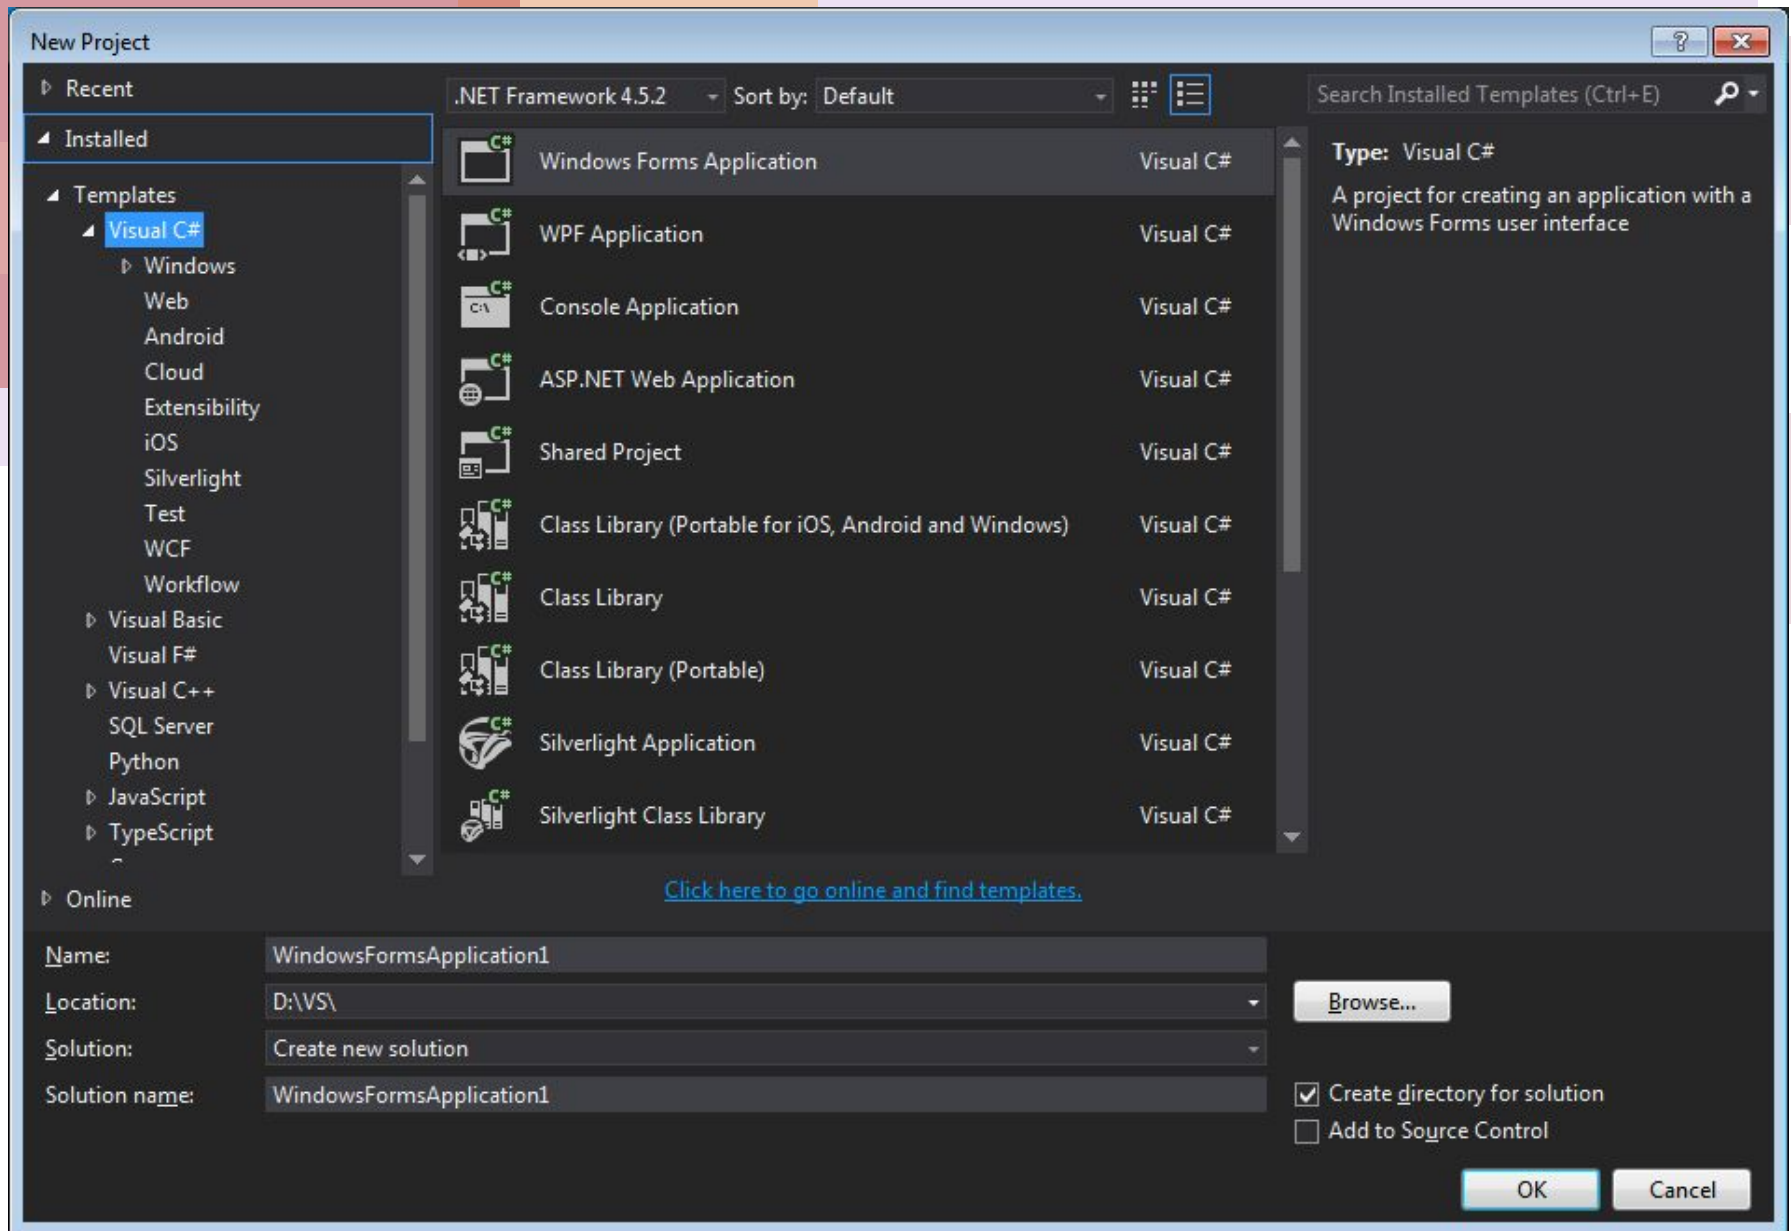 New Project
Recent
.NET Framework 4.5.2 Sort by: Default
Search Installed Templates (Ctrl+E)
Installed
Templates
Visual C#
Windows
Web
Android
Cloud
Extensibility
iOS
Silverlight
Test
WCF
Workflow
Visual Basic
Visual F#
Visual C++
SQL Server
Python
JavaScript
TypeScript
Online
Windows Forms Application Visual C#
WPF Application Visual C#
Console Application Visual C#
ASP.NET Web Application Visual C#
Shared Project Visual C#
Class Library (Portable for iOS, Android and Windows) Visual C#
Class Library Visual C#
Class Library (Portable) Visual C#
Silverlight Application Visual C#
Silverlight Class Library Visual C#
Click here to go online and find templates.
Type: Visual C#
A project for creating an application with a
Windows Forms user interface
Name: WindowsFormsApplication1
Location: D:\VS\ Browse...
Solution: Create new solution
Solution name: WindowsFormsApplication1
Create directory for solution
Add to Source Control
OK Cancel